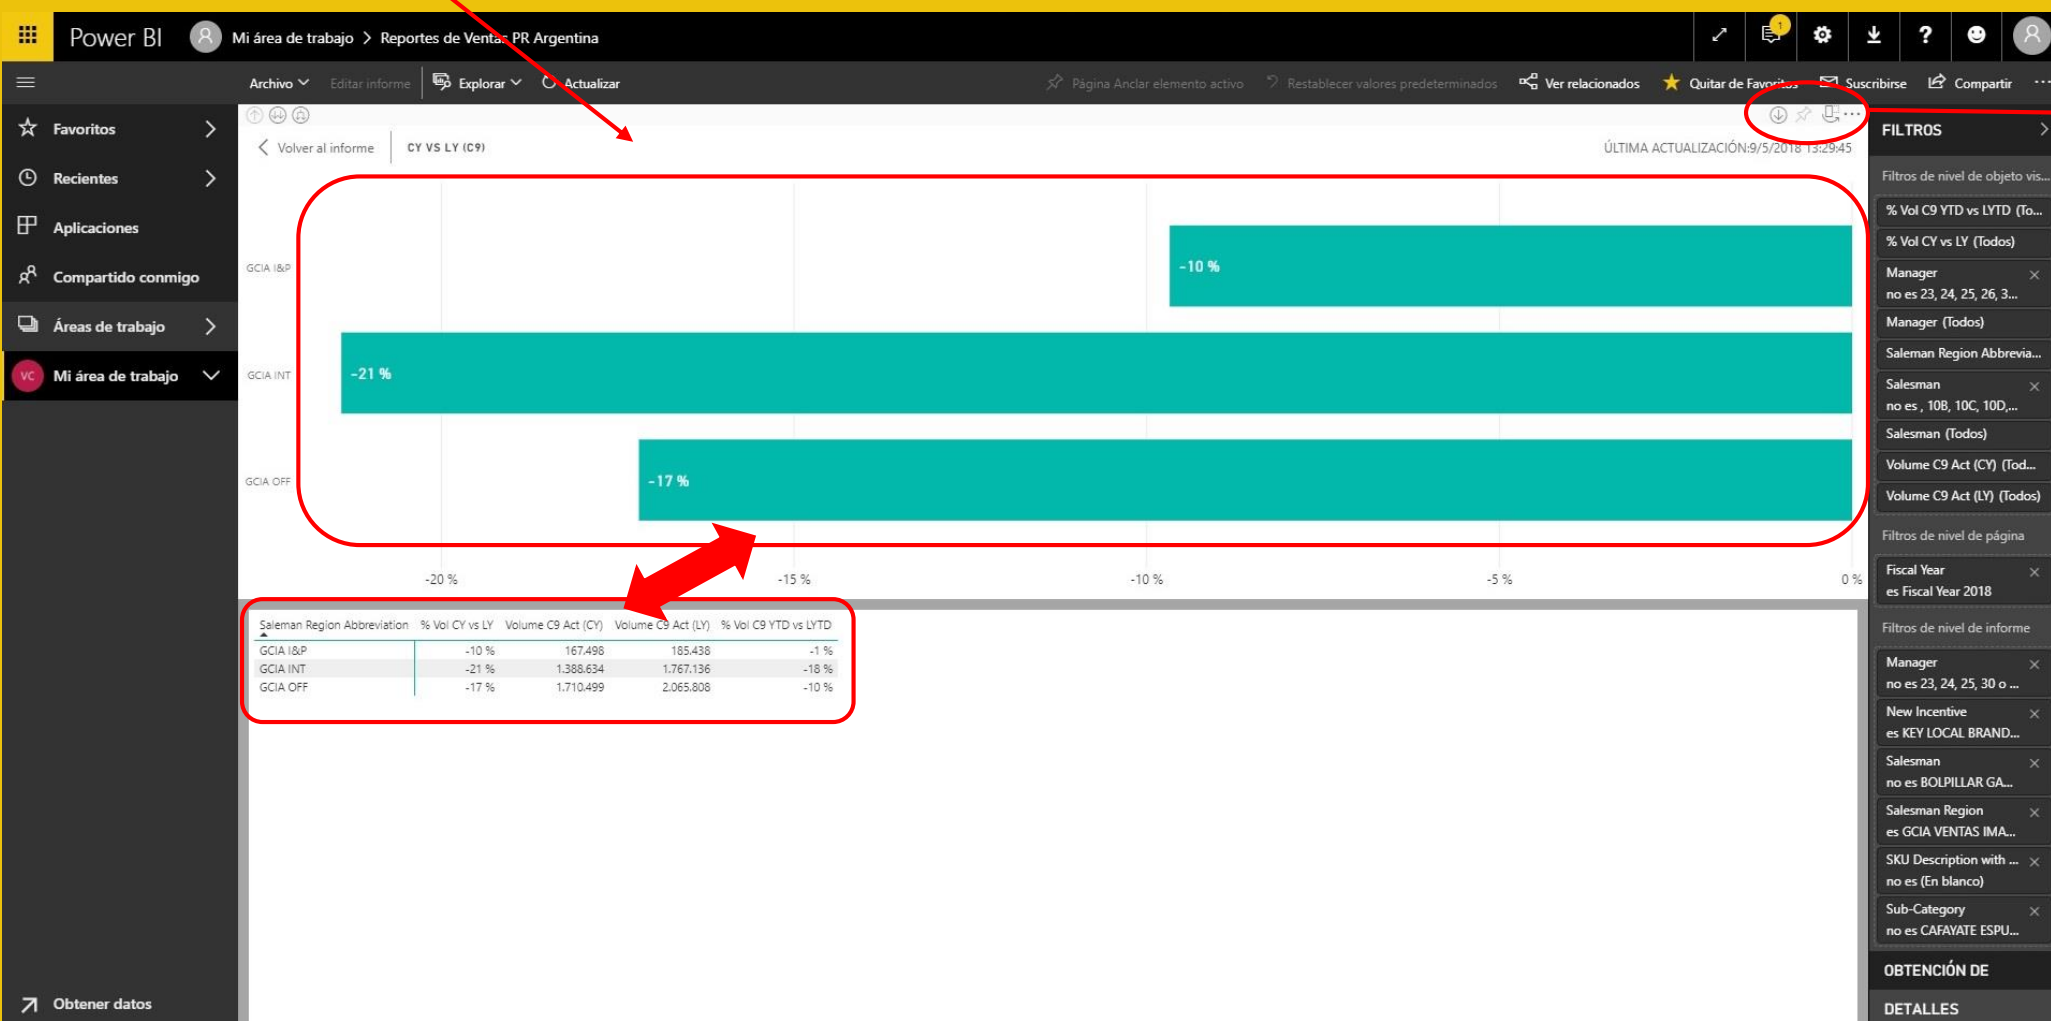 Power BI
Mi área de trabajo > Reportes de Ventas PR Argentina
1
?
Archivo
Editar informe
Explorar
Actualizar
Página Anclar elemento activo
Restablecer valores predeterminados
Ver relacionados
Quitar de Favoritos
Suscribirse
Compartir
Favoritos
Recientes
Aplicaciones
Compartido conmigo
Áreas de trabajo
VC Mi área de trabajo
Obtener datos
Volver al informe
CY VS LY (C9)
ÚLTIMA ACTUALIZACIÓN:9/5/2018 13:29:45
GCIA I&P
-10 %
GCIA INT
-21 %
GCIA OFF
-17 %
-20 % -15 % -10 % -5 % 0 %
Saleman Region Abbreviation % Vol CY vs LY Volume C9 Act (CY) Volume C9 Act (LY) % Vol C9 YTD vs LYTD
GCIA I&P -10 % 167.498 185.438 -1 %
GCIA INT -21 % 1.388.634 1.767.136 -18 %
GCIA OFF -17 % 1.710.499 2.065.808 -10 %
FILTROS
Filtros de nivel de objeto vis...
% Vol C9 YTD vs LYTD (To...
% Vol CY vs LY (Todos)
Manager
no es 23, 24, 25, 26, 3...
Manager (Todos)
Saleman Region Abbrevia...
Salesman
no es , 10B, 10C, 10D,...
Salesman (Todos)
Volume C9 Act (CY) (Tod...
Volume C9 Act (LY) (Todos)
Filtros de nivel de página
Fiscal Year
es Fiscal Year 2018
Filtros de nivel de informe
Manager
no es 23, 24, 25, 30 o ...
New Incentive
es KEY LOCAL BRAND...
Salesman
no es BOLPILLAR GA...
Salesman Region
es GCIA VENTAS IMA...
SKU Description with ...
no es (En blanco)
Sub-Category
no es CAFAYATE ESPU...
OBTENCIÓN DE
DETALLES